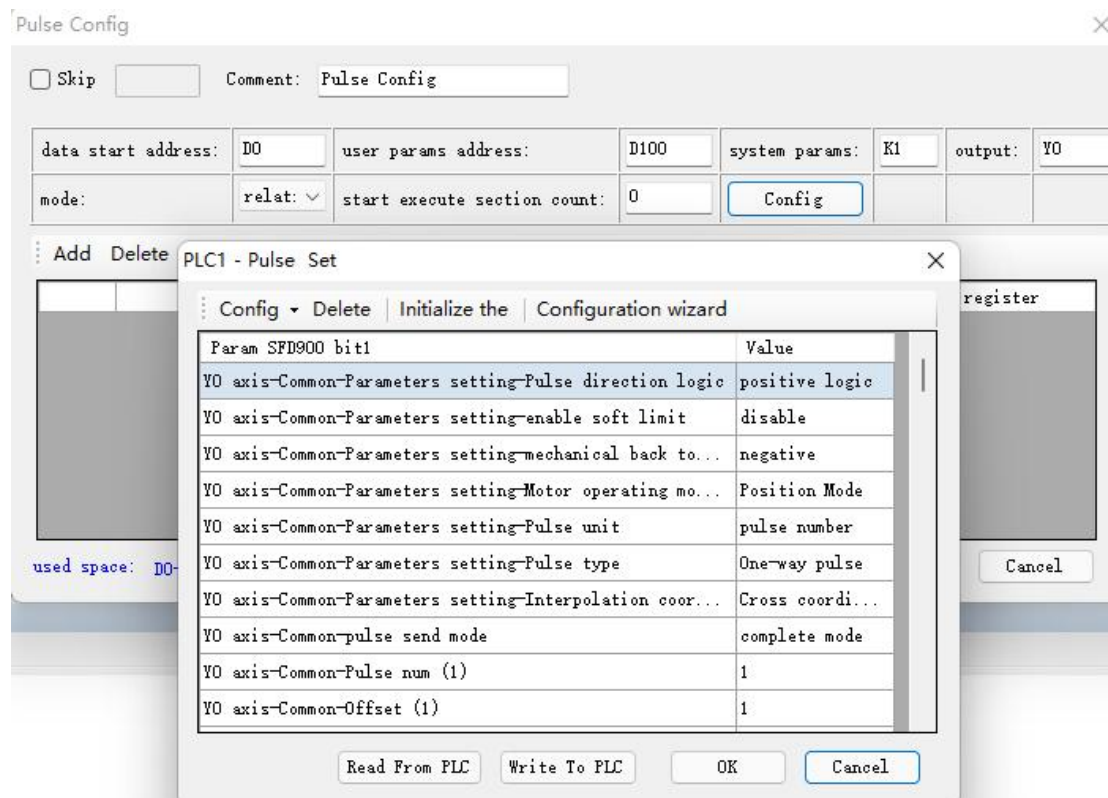 Pulse Config
Skip Comment: Pulse Config
data start address: D0 user params address: D100 system params: K1 output: Y0
mode: relat: start execute section count: 0 Config
Add Delete
register
used space: D0-
Cancel
PLC1 - Pulse Set
Config Delete Initialize the Configuration wizard
Param SFD900 bit1 Value
Y0 axis-Common-Parameters setting-Pulse direction logic positive logic
Y0 axis-Common-Parameters setting-enable soft limit disable
Y0 axis-Common-Parameters setting-mechanical back to... negative
Y0 axis-Common-Parameters setting-Motor operating mo... Position Mode
Y0 axis-Common-Parameters setting-Pulse unit pulse number
Y0 axis-Common-Parameters setting-Pulse type One-way pulse
Y0 axis-Common-Parameters setting-Interpolation coor... Cross coordi...
Y0 axis-Common-pulse send mode complete mode
Y0 axis-Common-Pulse num (1) 1
Y0 axis-Common-Offset (1) 1
Read From PLC Write To PLC OK Cancel